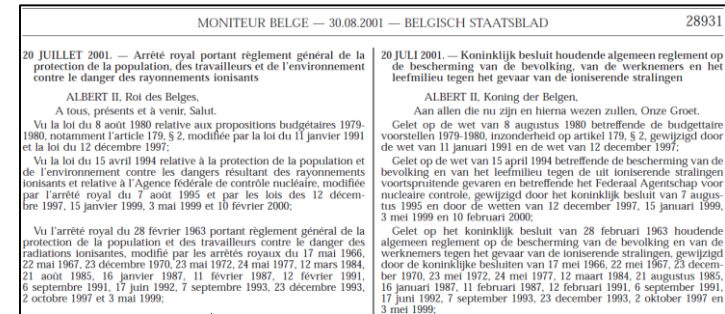 MONITEUR BELGE — 30.08.2001 — BELGISCH STAATSBLAD
28931
20 JUILLET 2001. — Arrêté royal portant règlement général de la
protection de la population, des travailleurs et de l'environnement
contre le danger des rayonnements ionisants
ALBERT II, Roi des Belges,
A tous, présents et à venir, Salut.
Vu la loi du 8 août 1980 relative aux propositions budgétaires 1979-
1980, notamment l'article 179, § 2, modifiée par la loi du 11 janvier 1991
et la loi du 12 décembre 1997;
Vu la loi du 15 avril 1994 relative à la protection de la population et
de l'environnement contre les dangers résultant des rayonnements
ionisants et relative à l'Agence fédérale de contrôle nucléaire, modifiée
par l'arrêté royal du 7 août 1995 et par les lois des 12 décem-
bre 1997, 15 janvier 1999, 3 mai 1999 et 10 février 2000;
Vu l'arrêté royal du 28 février 1963 portant règlement général de la
protection de la population et des travailleurs contre le danger des
radiations ionisantes, modifié par les arrêtés royaux du 17 mai 1966,
22 mai 1967, 23 décembre 1970, 23 mai 1972, 24 mai 1977, 12 mars 1984,
21 août 1985, 16 janvier 1987, 11 février 1987, 12 février 1991,
6 septembre 1991, 17 juin 1992, 7 septembre 1993, 23 décembre 1993,
2 octobre 1997 et 3 mai 1999;
20 JULI 2001. — Koninklijk besluit houdende algemeen reglement op
de bescherming van de bevolking, van de werknemers en het
leefmilieu tegen het gevaar van de ioniserende stralingen
ALBERT II, Koning der Belgen,
Aan allen die nu zijn en hierna wezen zullen, Onze Groet.
Gelet op de wet van 8 augustus 1980 betreffende de budgettaire
voorstellen 1979-1980, inzonderheid op artikel 179, § 2, gewijzigd door
de wet van 11 januari 1991 en de wet van 12 december 1997;
Gelet op de wet van 15 april 1994 betreffende de bescherming van de
bevolking en van het leefmilieu tegen de uit ioniserende stralingen
voortspruitende gevaren en betreffende het Federaal Agentschap voor
nucleaire controle, gewijzigd door het koninklijk besluit van 7 augus-
tus 1995 en door de wetten van 12 december 1997, 15 januari 1999,
3 mei 1999 en 10 februari 2000;
Gelet op het koninklijk besluit van 28 februari 1963 houdende
algemeen reglement op de bescherming van de bevolking en van de
werknemers tegen het gevaar van de ioniserende stralingen, gewijzigd
door de koninklijke besluiten van 17 mei 1966, 22 mei 1967, 23 decem-
ber 1970, 23 mei 1972, 24 mei 1977, 12 maart 1984, 21 augustus 1985,
16 januari 1987, 11 februari 1987, 12 februari 1991, 6 september 1991,
17 juni 1992, 7 september 1993, 23 december 1993, 2 oktober 1997 en
3 mei 1999;